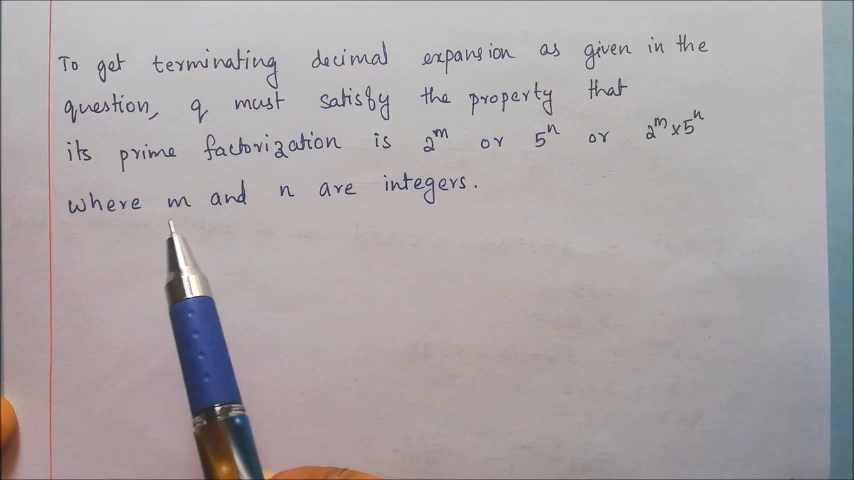 To get terminating decimal expansion as given in the
question, q must satisfy the property that
its prime factorization is 2^m or 5^n or 2^m × 5^n
where m and n are integers.